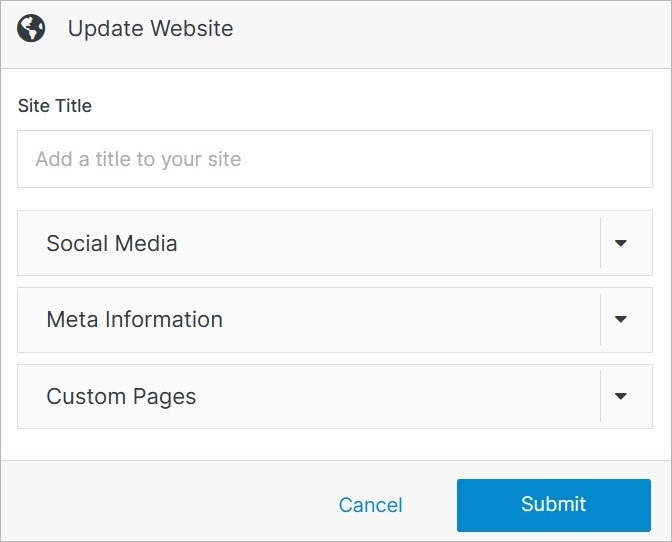 Update Website
Site Title
Add a title to your site
Social Media
Meta Information
Custom Pages
Cancel
Submit